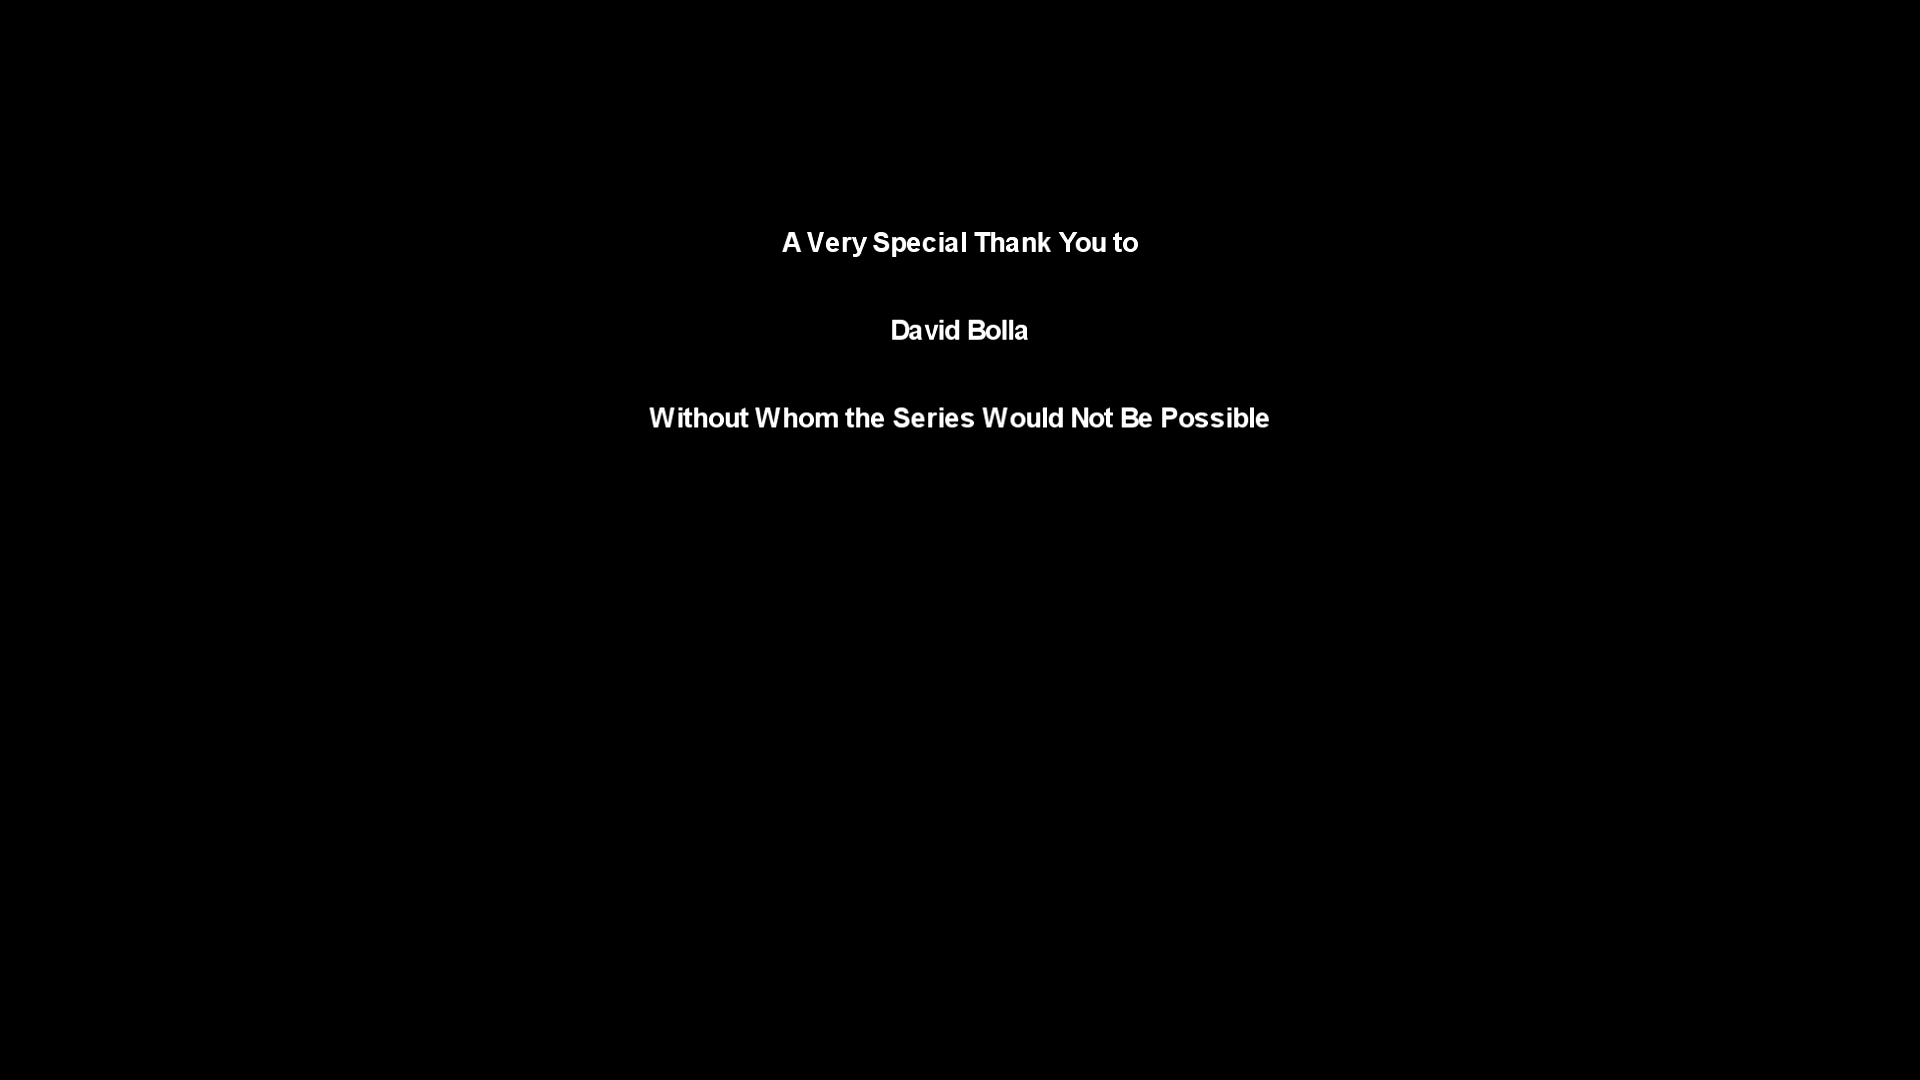 A Very Special Thank You to
David Bolla
Without Whom the Series Would Not Be Possible